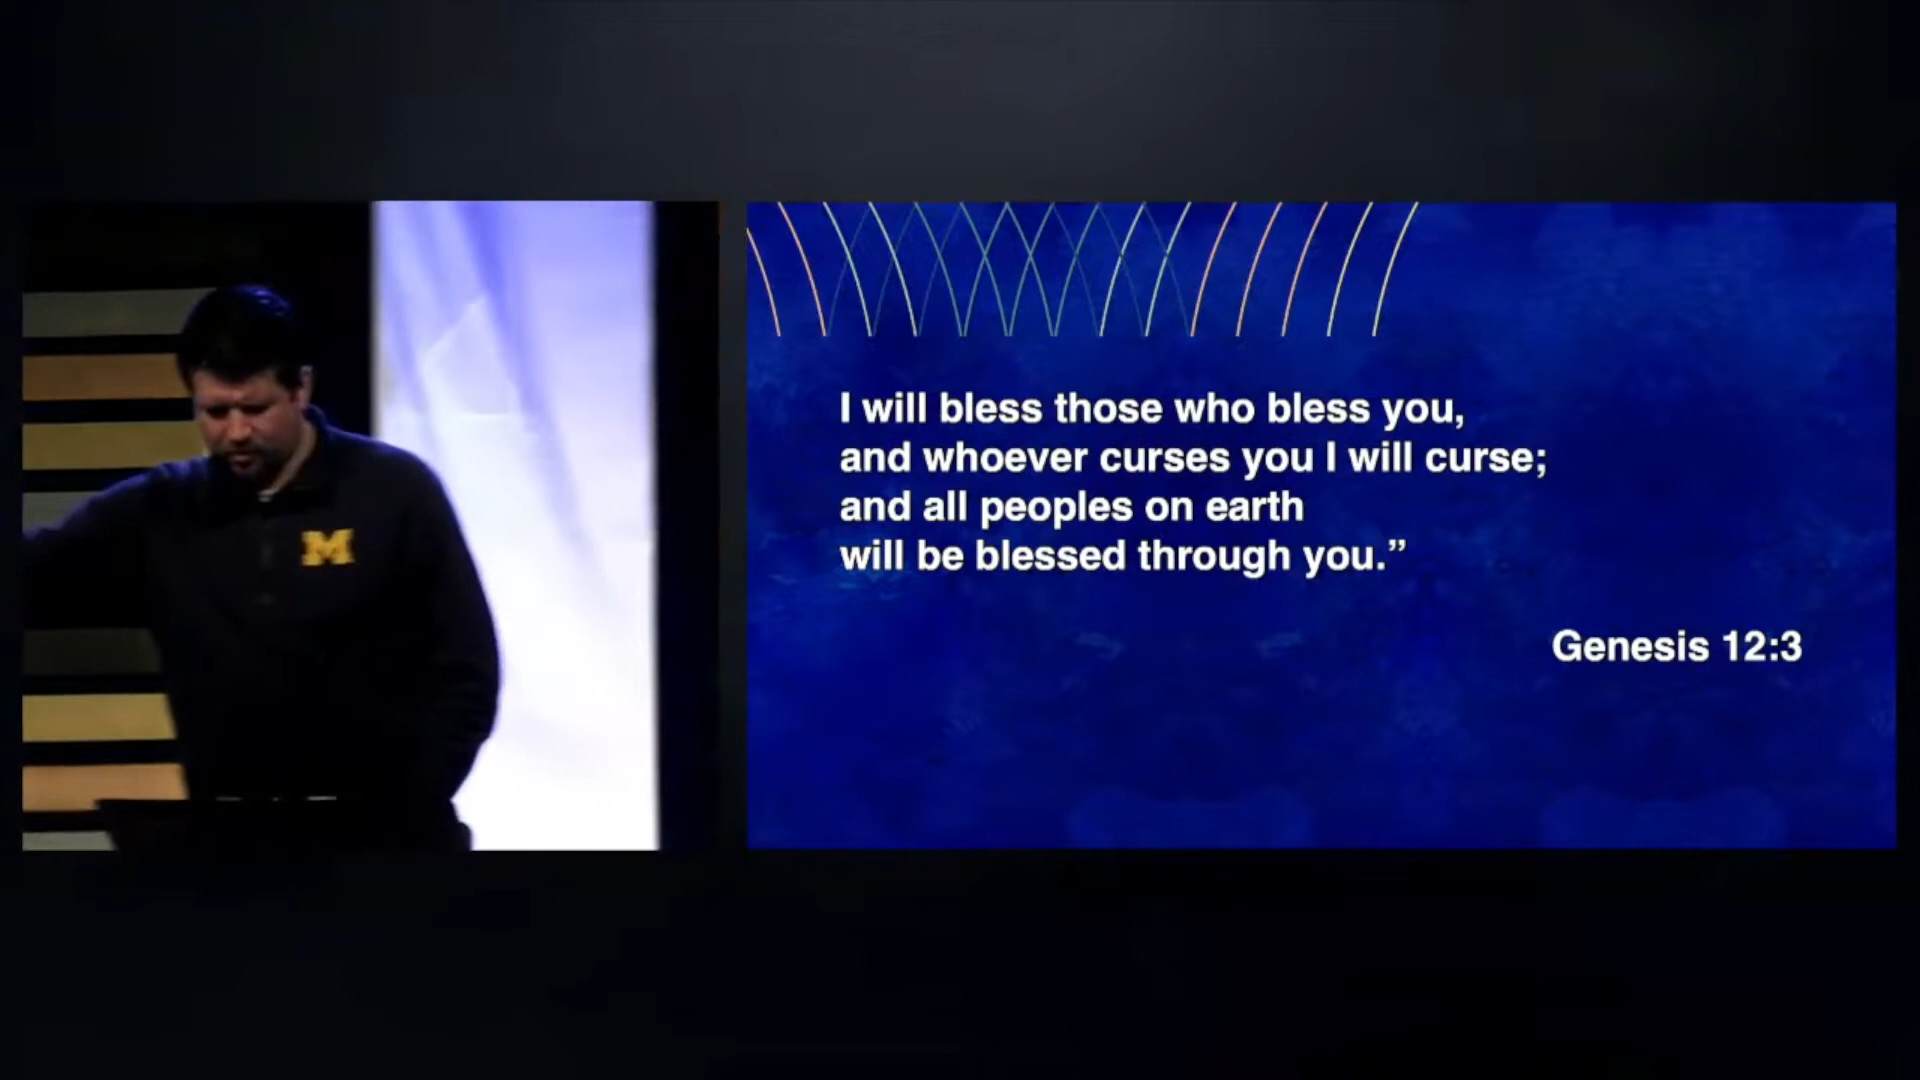 M
I will bless those who bless you,
and whoever curses you I will curse;
and all peoples on earth
will be blessed through you.”
Genesis 12:3